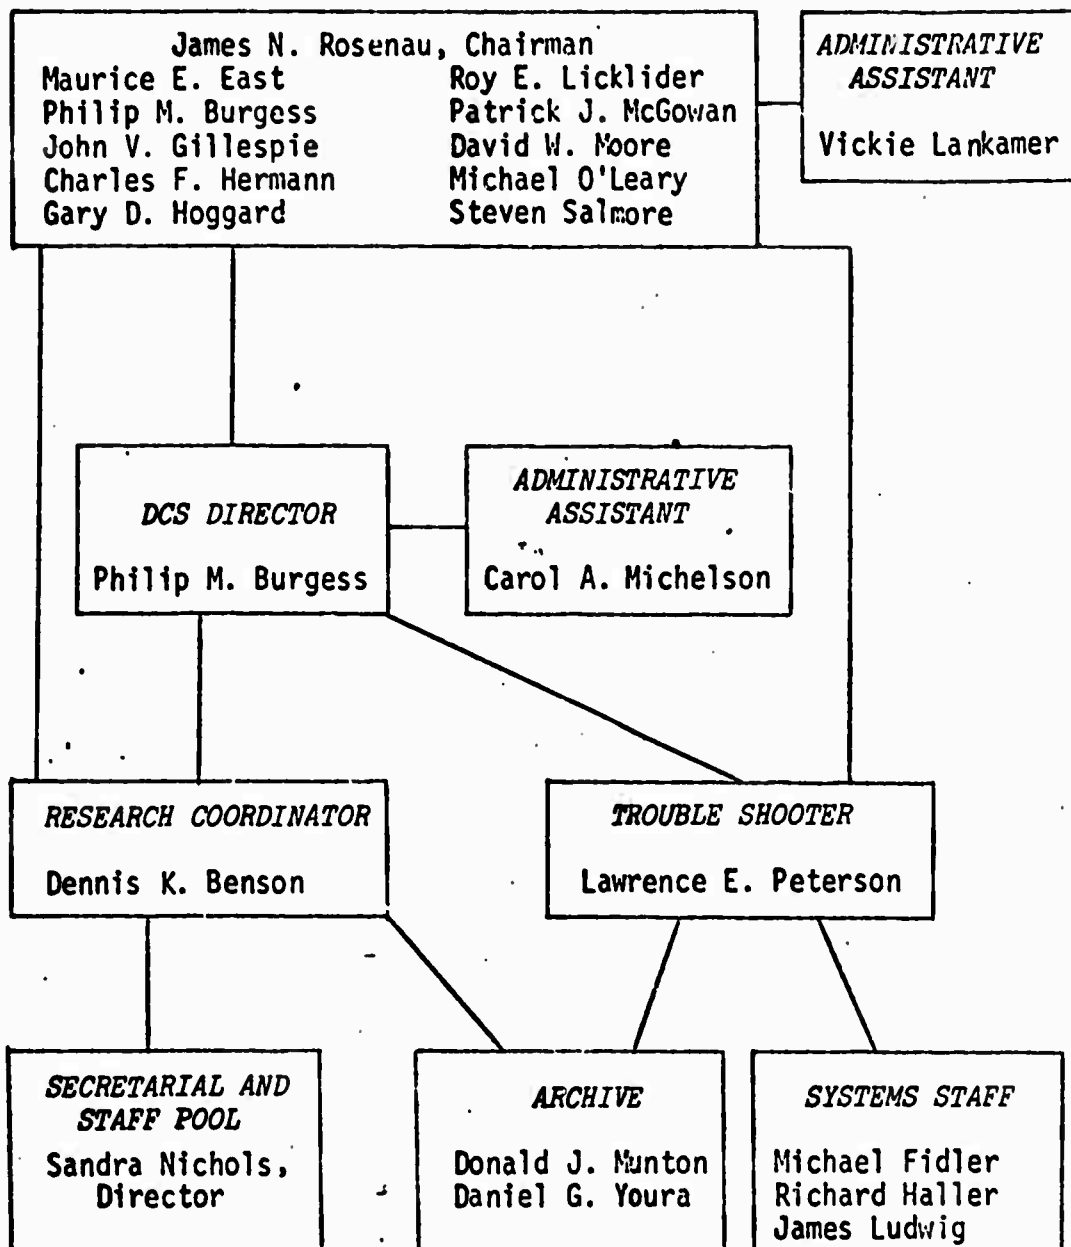 James N. Rosenau, Chairman
Maurice E. East Roy E. Licklider
Philip M. Burgess Patrick J. McGowan
John V. Gillespie David W. Moore
Charles F. Hermann Michael O'Leary
Gary D. Hoggard Steven Salmore
ADMINISTRATIVE
ASSISTANT
Vickie Lankamer
DCS DIRECTOR
Philip M. Burgess
ADMINISTRATIVE
ASSISTANT
Carol A. Michelson
RESEARCH COORDINATOR
Dennis K. Benson
TROUBLE SHOOTER
Lawrence E. Peterson
SECRETARIAL AND
STAFF POOL
Sandra Nichols,
Director
ARCHIVE
Donald J. Munton
Daniel G. Youra
SYSTEMS STAFF
Michael Fidler
Richard Haller
James Ludwig